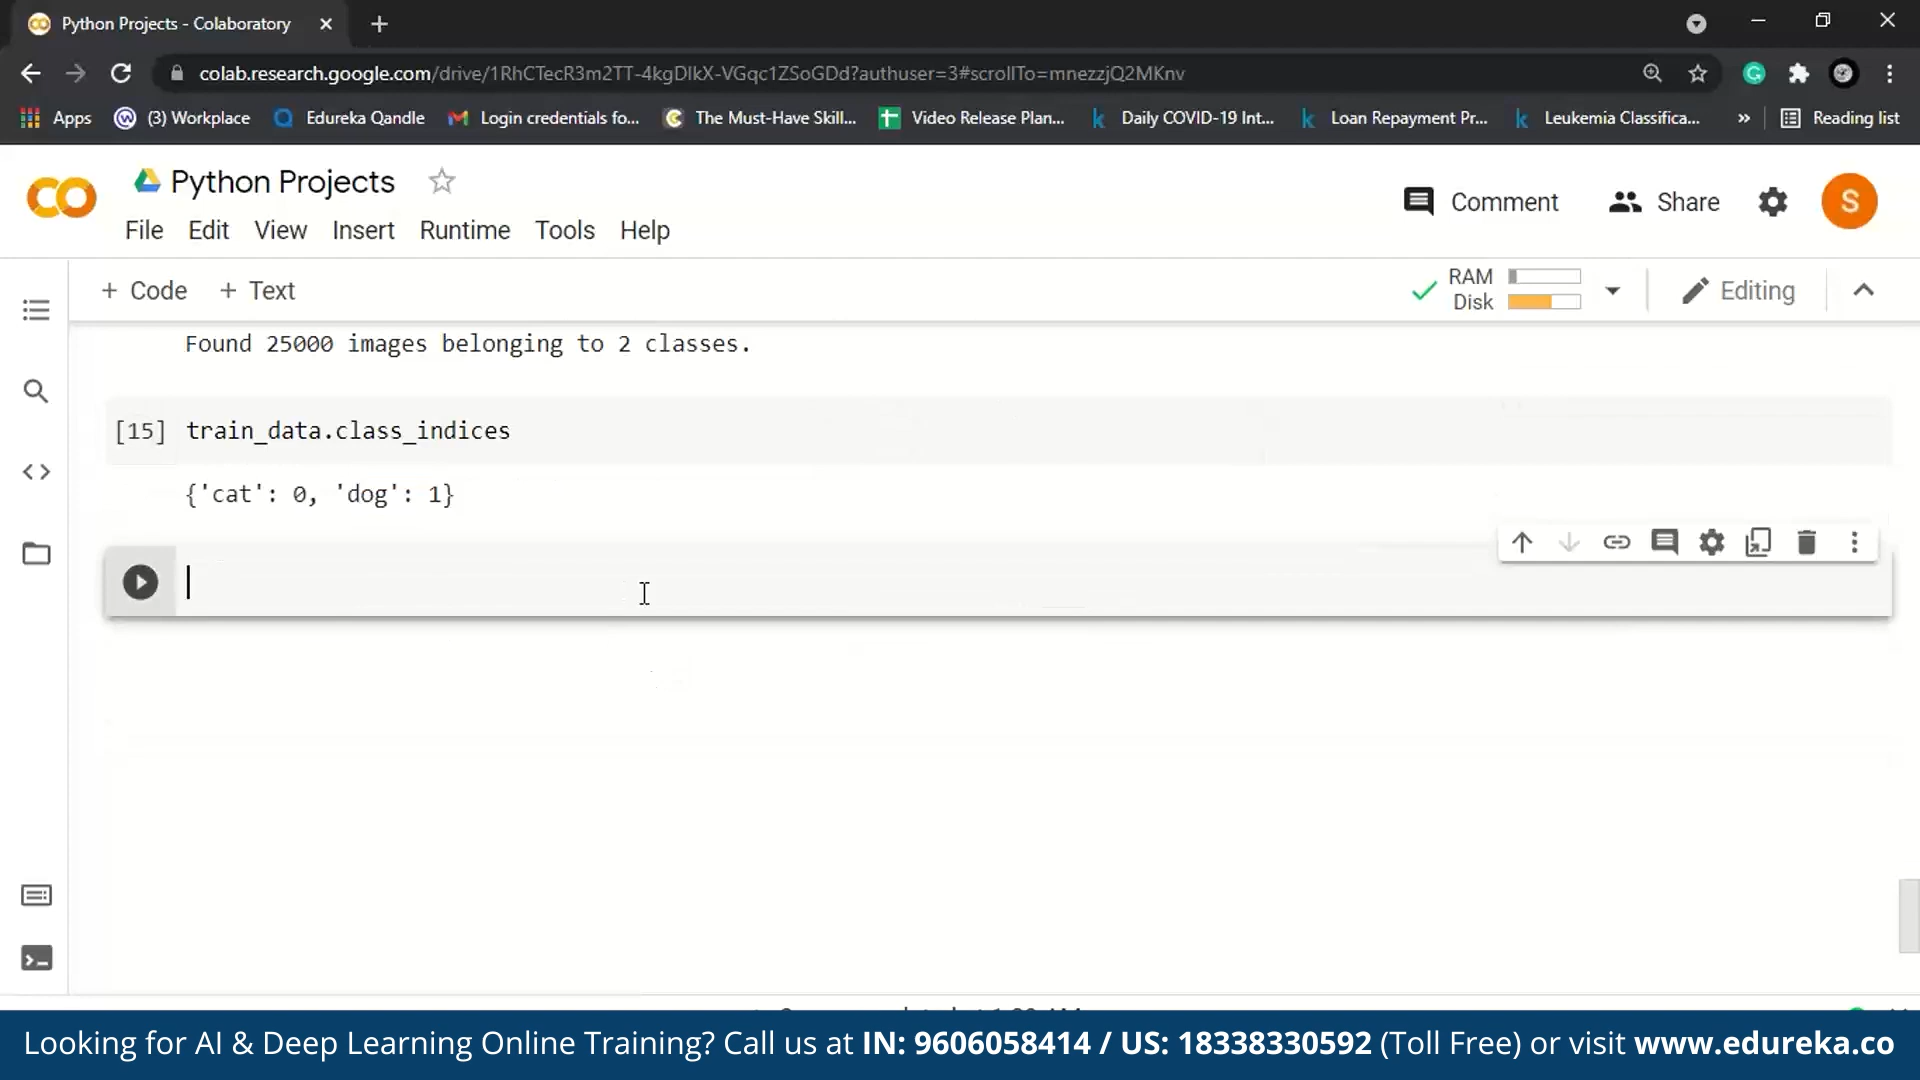 Python Projects - Colaboratory
colab.research.google.com/drive/1RhCTecR3m2TT-4kgDlkX-VGqc1ZSoGDd?authuser=3#scrollTo=mnezzjQ2MKnv
Apps (3) Workplace Edureka Qandle Login credentials fo... The Must-Have Skill... Video Release Plan... Daily COVID-19 Int... Loan Repayment Pr... Leukemia Classifica... » Reading list
Python Projects
Comment Share S
File Edit View Insert Runtime Tools Help
+ Code + Text
RAM
Disk
Editing
Found 25000 images belonging to 2 classes.
[15] train_data.class_indices
{'cat': 0, 'dog': 1}
Looking for AI & Deep Learning Online Training? Call us at IN: 9606058414 / US: 18338330592 (Toll Free) or visit www.edureka.co